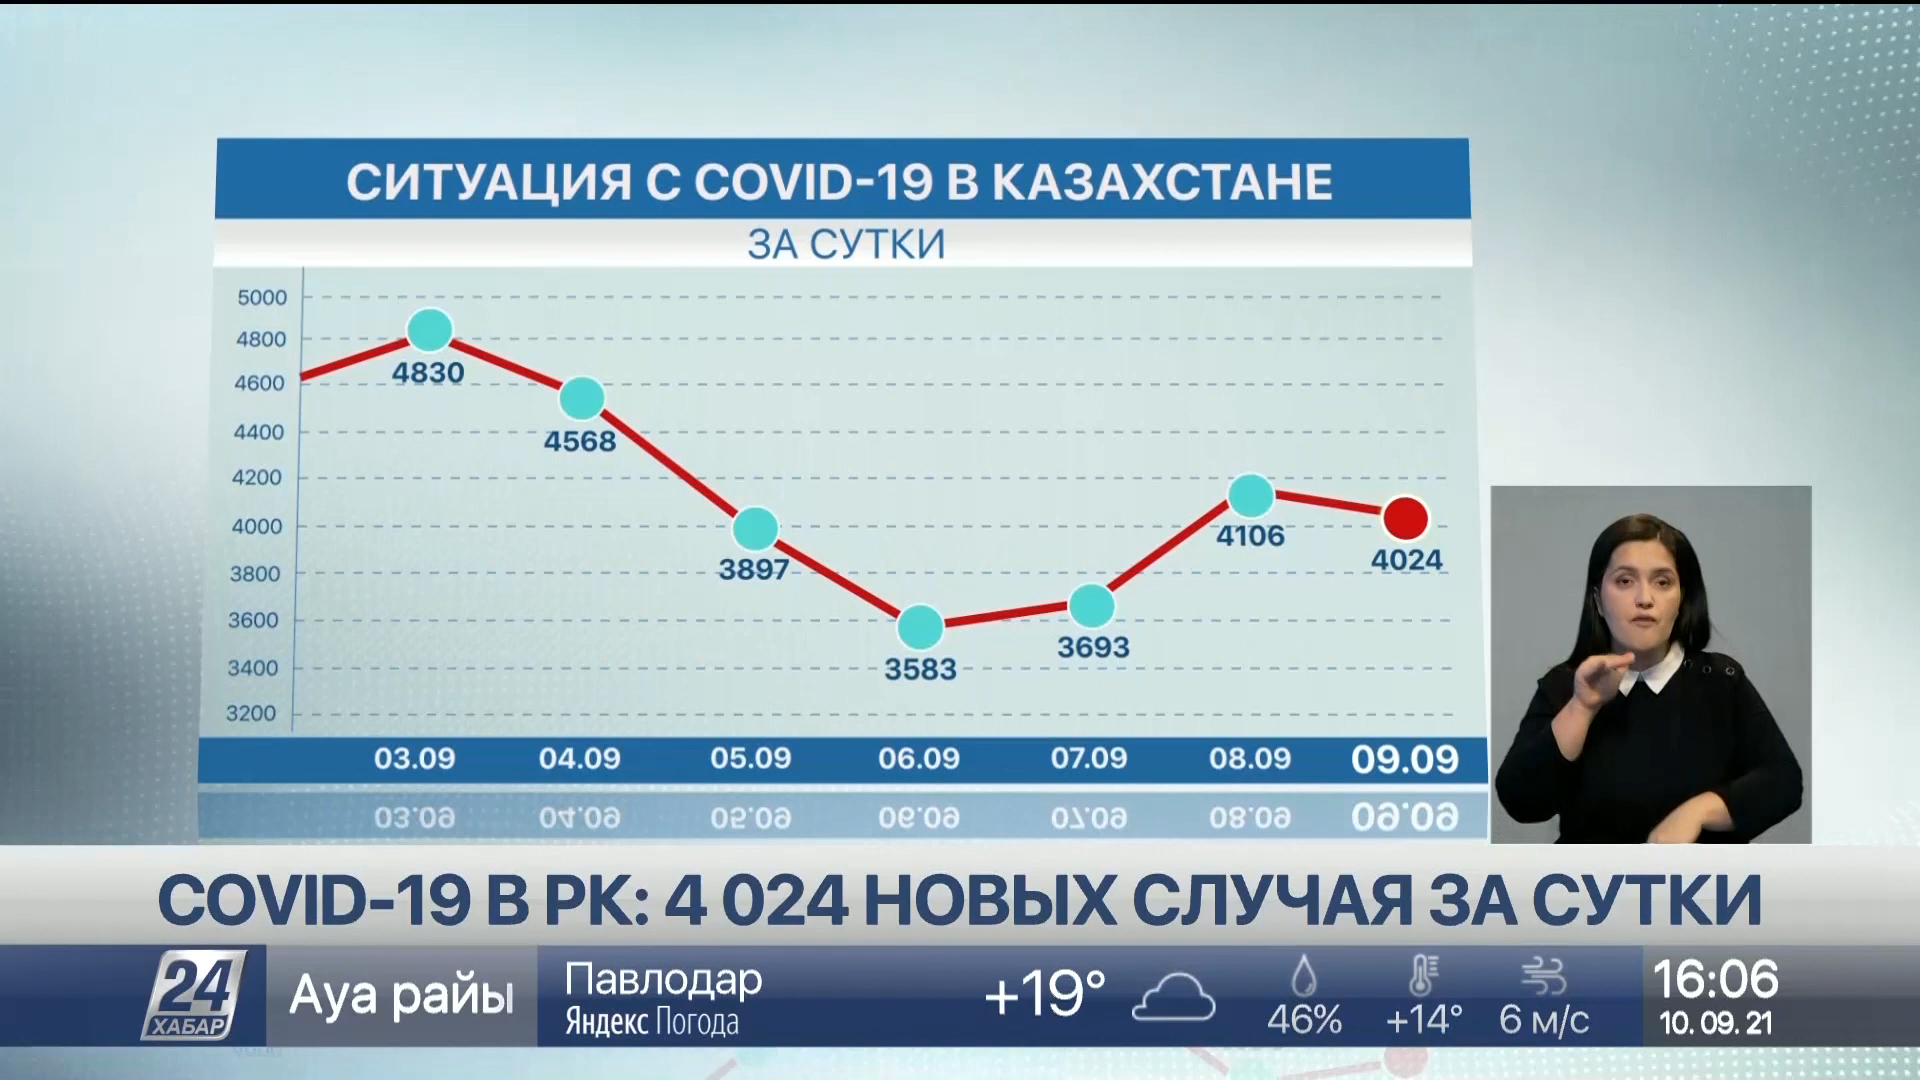 СИТУАЦИЯ С COVID-19 В КАЗАХСТАНЕ
ЗА СУТКИ
5000
4800
4600
4400
4200
4000
3800
3600
3400
3200
4830
4568
3897
3583
3693
4106
4024
03.09 04.09 05.09 06.09 07.09 08.09 09.09
COVID-19 В РК: 4 024 НОВЫХ СЛУЧАЯ ЗА СУТКИ
24
ХАБАР
Ауа райы
Павлодар
Яндекс Погода
+19°
46%
+14°
6 м/с
16:06
10. 09. 21